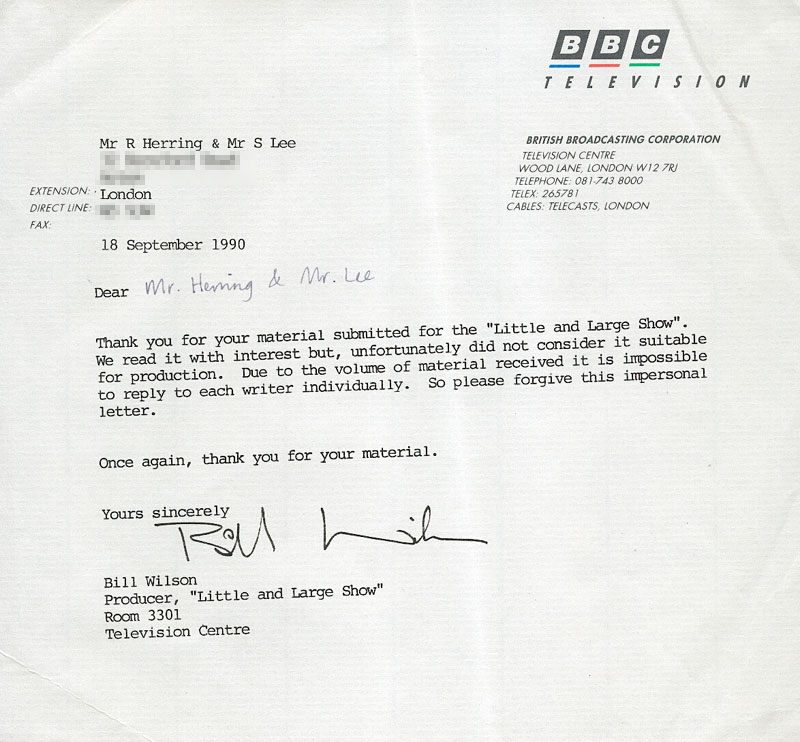 BBC
TELEVISION
BRITISH BROADCASTING CORPORATION
TELEVISION CENTRE
WOOD LANE, LONDON W12 7RJ
TELEPHONE: 081-743 8000
TELEX: 265781
CABLES: TELECASTS, LONDON
Mr R Herring & Mr S Lee
London
EXTENSION:
DIRECT LINE:
FAX:
18 September 1990
Dear Mr. Herring & Mr. Lee
Thank you for your material submitted for the "Little and Large Show".
We read it with interest but, unfortunately did not consider it suitable
for production. Due to the volume of material received it is impossible
to reply to each writer individually. So please forgive this impersonal
letter.
Once again, thank you for your material.
Yours sincerely
Bill Wilson
Bill Wilson
Producer, "Little and Large Show"
Room 3301
Television Centre